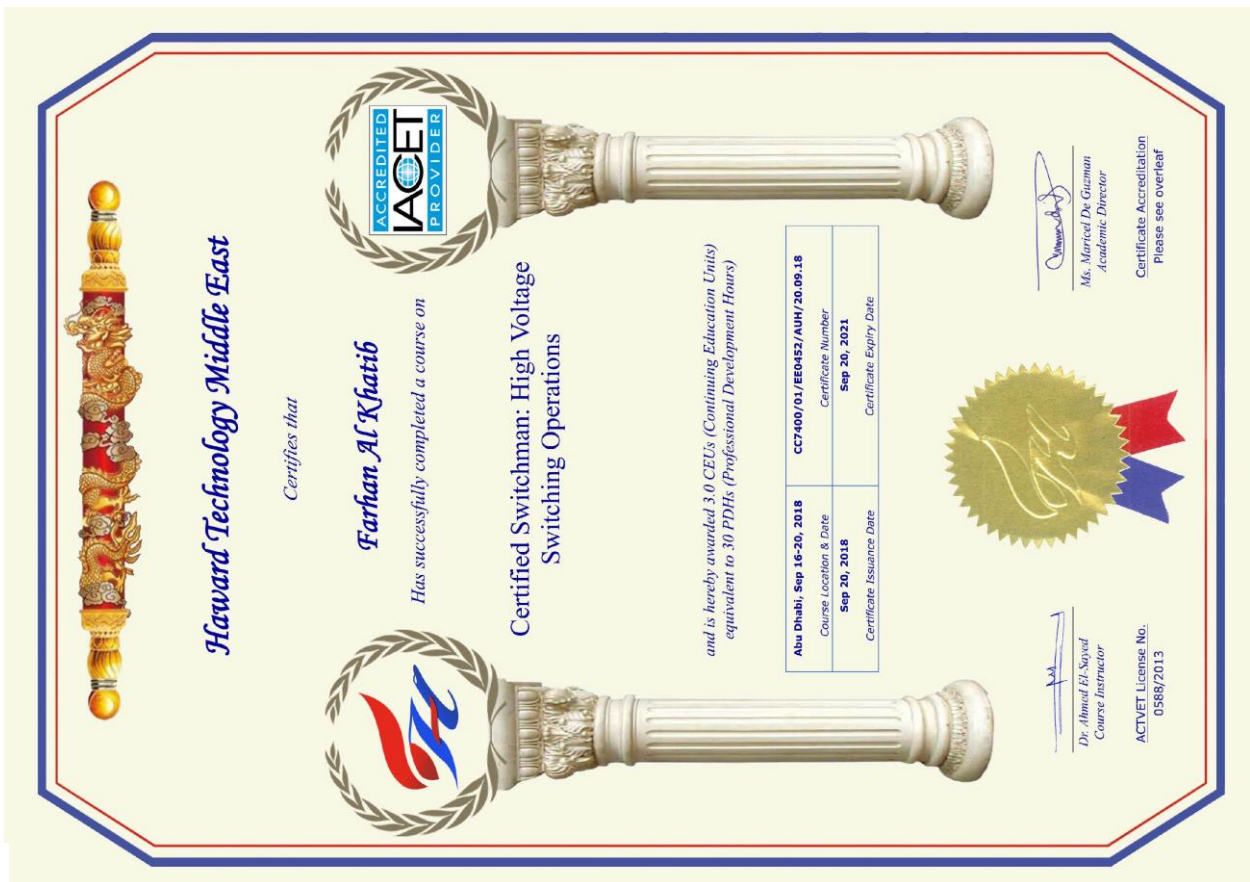 Haward Technology Middle East
Certifies that
ACCREDITED
IACET
PROVIDER
Farhan Al Khatib
Has successfully completed a course on
Certified Switchman: High Voltage
Switching Operations
and is hereby awarded 3.0 CEUs (Continuing Education Units)
equivalent to 30 PDHs (Professional Development Hours)
Abu Dhabi, Sep 16-20, 2018 CC7400/01/EE0452/AUH/20.09.18
Course Location & Date Certificate Number
Sep 20, 2018 Sep 20, 2021
Certificate Issuance Date Certificate Expiry Date
Dr. Ahmed El-Sayed
Course Instructor
Ms. Maricel De Guzman
Academic Director
ACTVET License No.
0588/2013
Certificate Accreditation
Please see overleaf